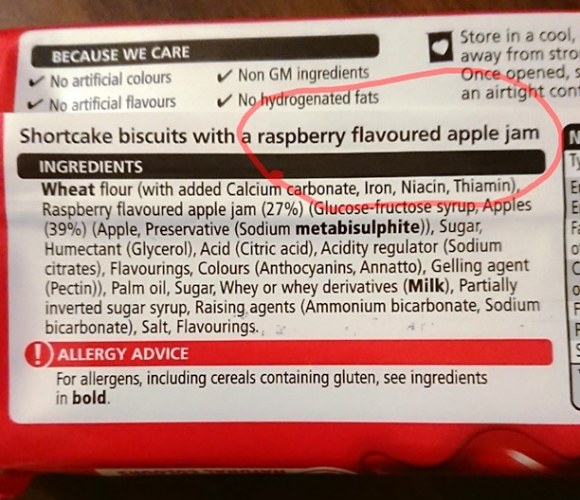 BECAUSE WE CARE
✔ No artificial colours
✔ Non GM ingredients
✔ No artificial flavours
✔ No hydrogenated fats
Store in a cool,
away from stro
Once opened, s
an airtight cont
Shortcake biscuits with a raspberry flavoured apple jam
INGREDIENTS
Wheat flour (with added Calcium carbonate, Iron, Niacin, Thiamin),
Raspberry flavoured apple jam (27%) (Glucose-fructose syrup, Apples
(39%) (Apple, Preservative (Sodium metabisulphite)), Sugar,
Humectant (Glycerol), Acid (Citric acid), Acidity regulator (Sodium
citrates), Flavourings, Colours (Anthocyanins, Annatto), Gelling agent
(Pectin)), Palm oil, Sugar, Whey or whey derivatives (Milk), Partially
inverted sugar syrup, Raising agents (Ammonium bicarbonate, Sodium
bicarbonate), Salt, Flavourings.
! ALLERGY ADVICE
For allergens, including cereals containing gluten, see ingredients
in bold.
N
Ty
NATURAL COLOURS